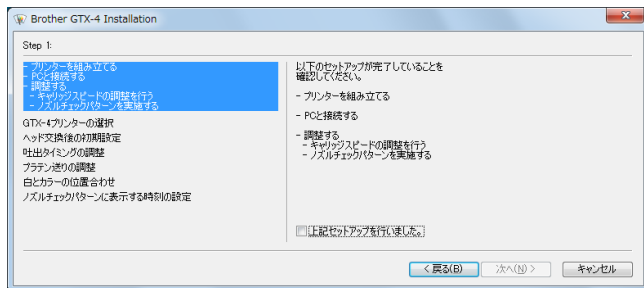 Brother GTX-4 Installation
Step 1:
- プリンターを組み立てる
- PCと接続する
- 調整する
- キャリッジスピードの調整を行う
- ノズルチェックパターンを実施する
GTX-4プリンターの選択
ヘッド交換後の初期設定
吐出タイミングの調整
プラテン送りの調整
白とカラーの位置合わせ
ノズルチェックパターンに表示する時刻の設定
以下のセットアップが完了していることを
確認してください。
- プリンターを組み立てる
- PCと接続する
- 調整する
- キャリッジスピードの調整を行う
- ノズルチェックパターンを実施する
上記セットアップを行いました。
< 戻る(B)
次へ(N) >
キャンセル